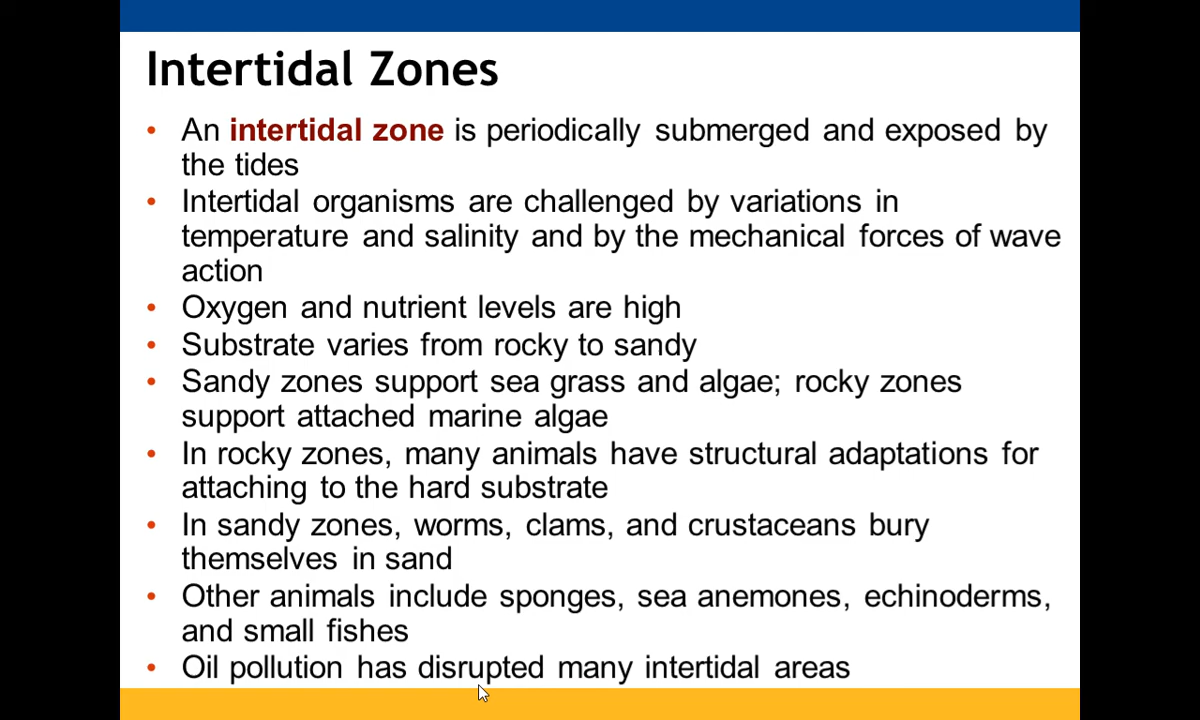 Intertidal Zones
• An intertidal zone is periodically submerged and exposed by
the tides
• Intertidal organisms are challenged by variations in
temperature and salinity and by the mechanical forces of wave
action
• Oxygen and nutrient levels are high
• Substrate varies from rocky to sandy
• Sandy zones support sea grass and algae; rocky zones
support attached marine algae
• In rocky zones, many animals have structural adaptations for
attaching to the hard substrate
• In sandy zones, worms, clams, and crustaceans bury
themselves in sand
• Other animals include sponges, sea anemones, echinoderms,
and small fishes
• Oil pollution has disrupted many intertidal areas